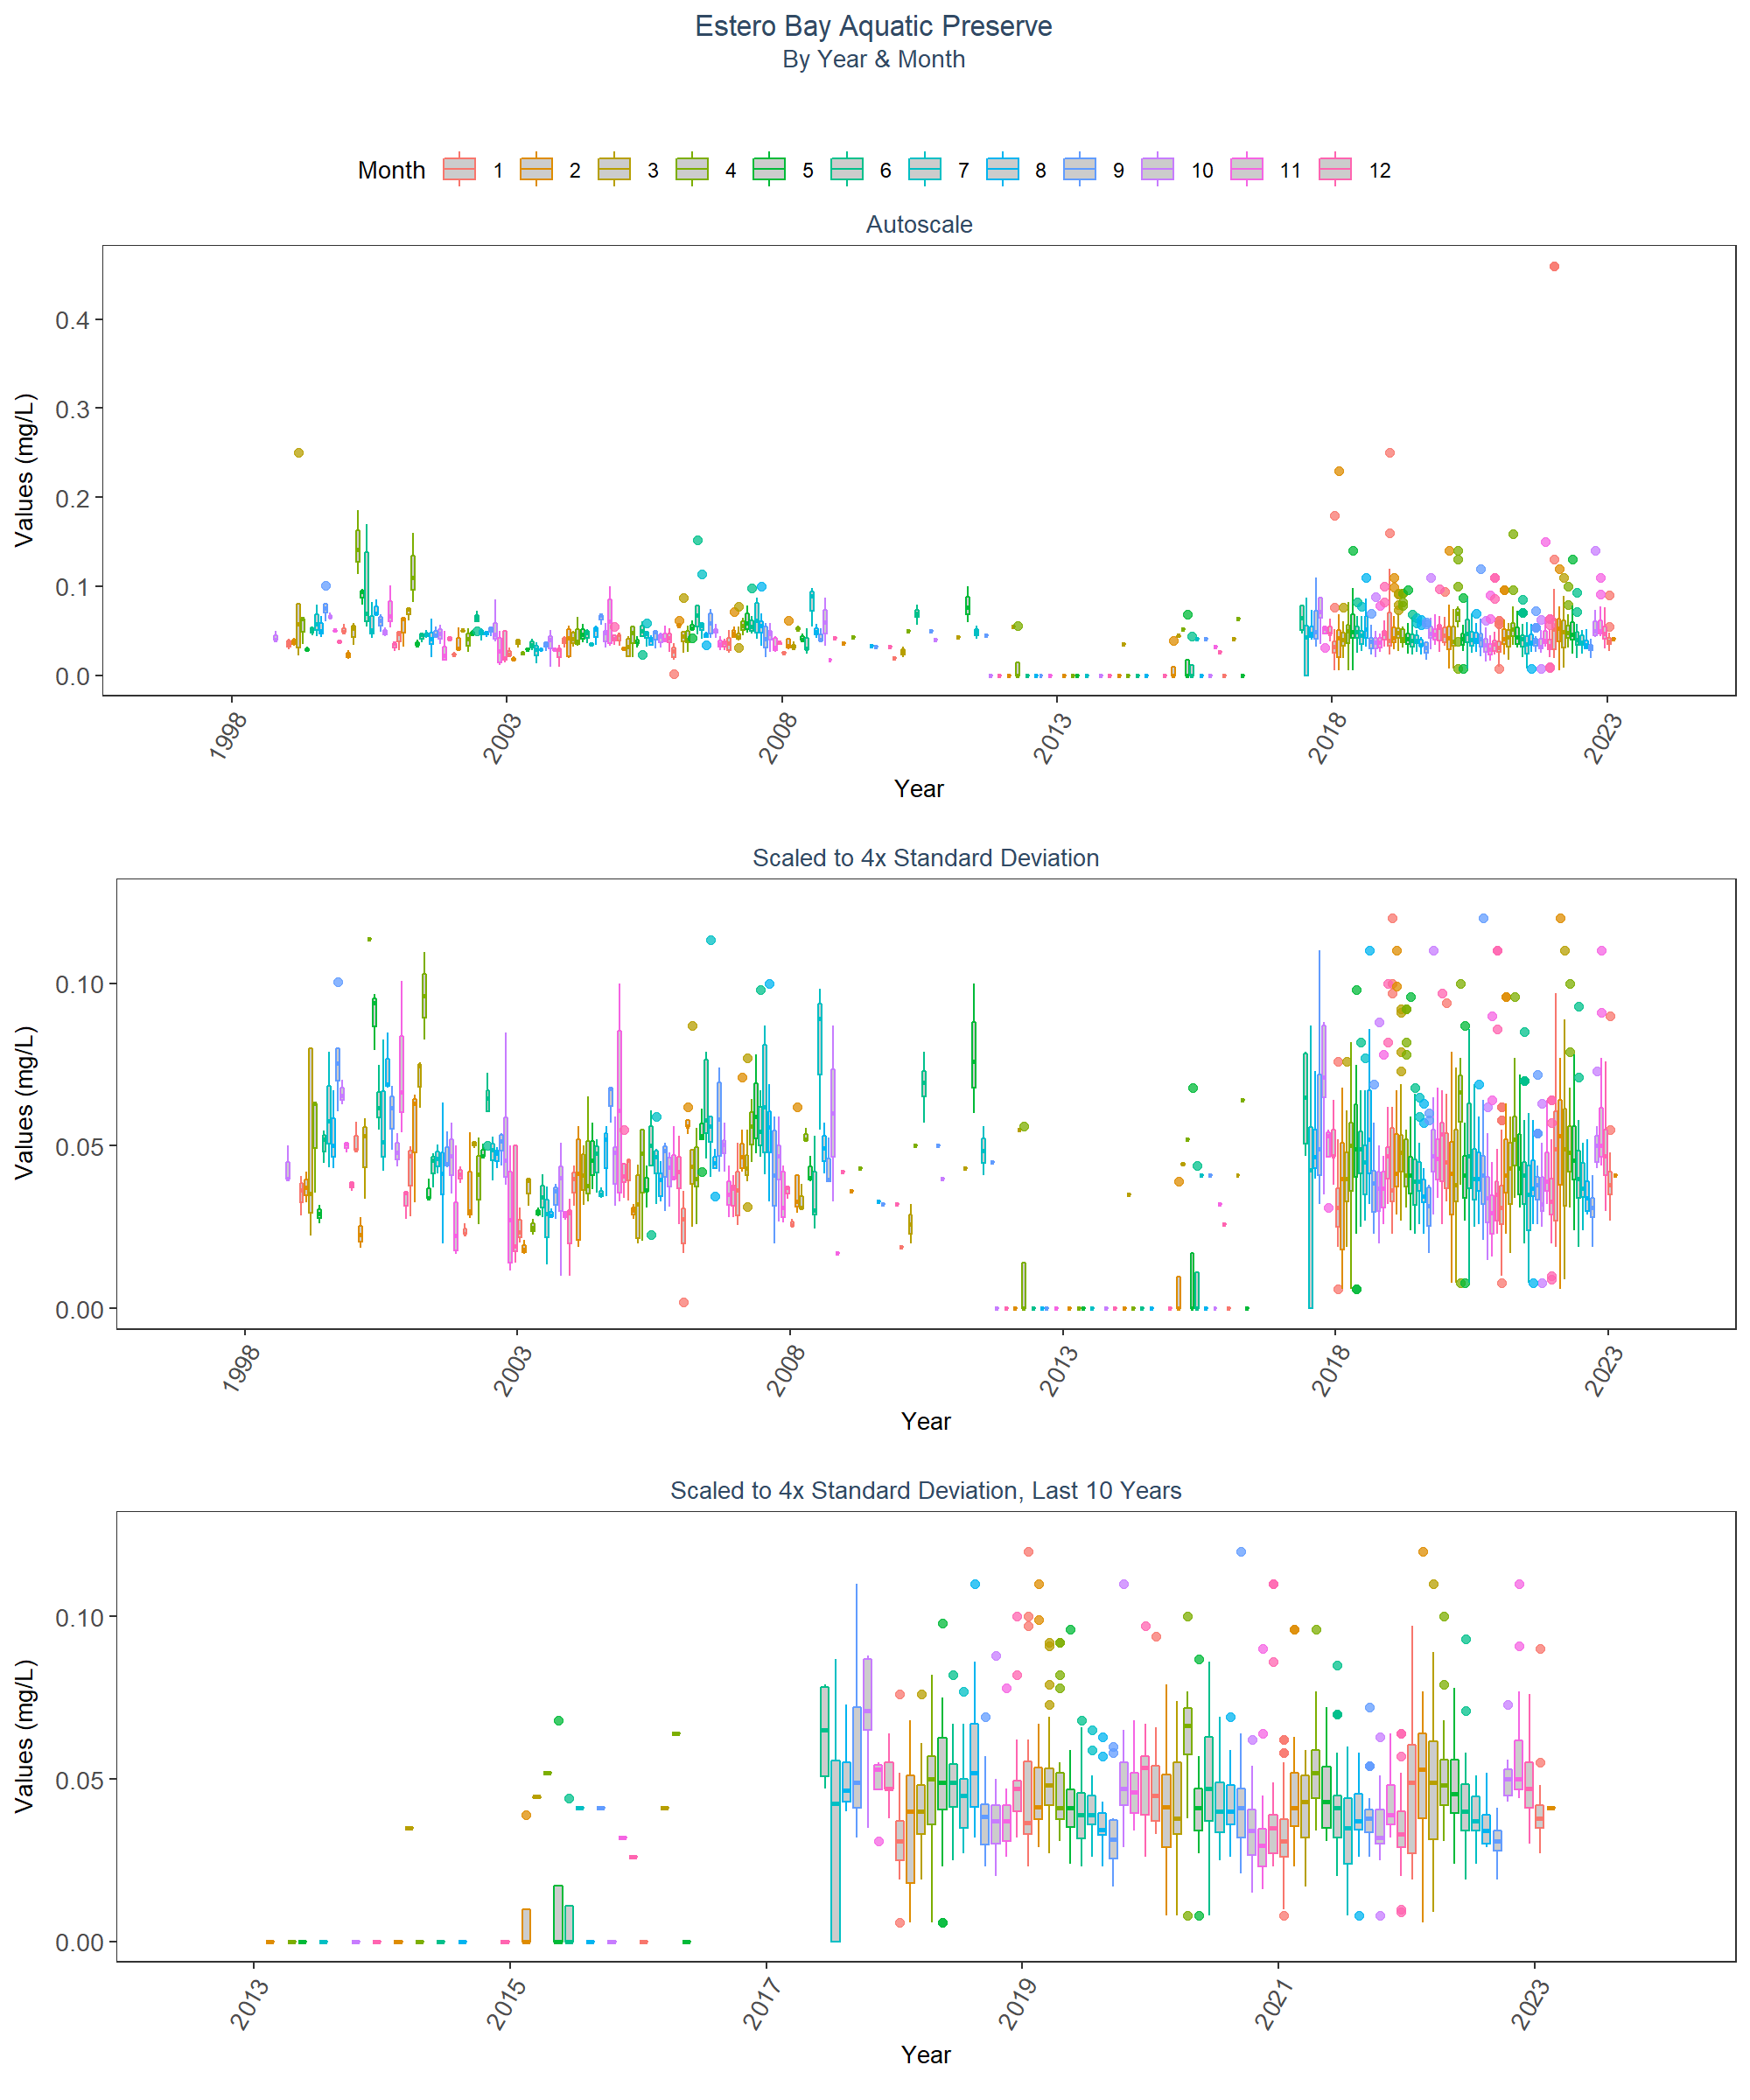 Estero Bay Aquatic Preserve
By Year & Month
Month 1 2 3 4 5 6 7 8 9 10 11 12
Autoscale
Values (mg/L)
0.4
0.3
0.2
0.1
0.0
1998 2003 2008 2013 2018 2023
Year
Scaled to 4x Standard Deviation
Values (mg/L)
0.10
0.05
0.00
1998 2003 2008 2013 2018 2023
Year
Scaled to 4x Standard Deviation, Last 10 Years
Values (mg/L)
0.10
0.05
0.00
2013 2015 2017 2019 2021 2023
Year